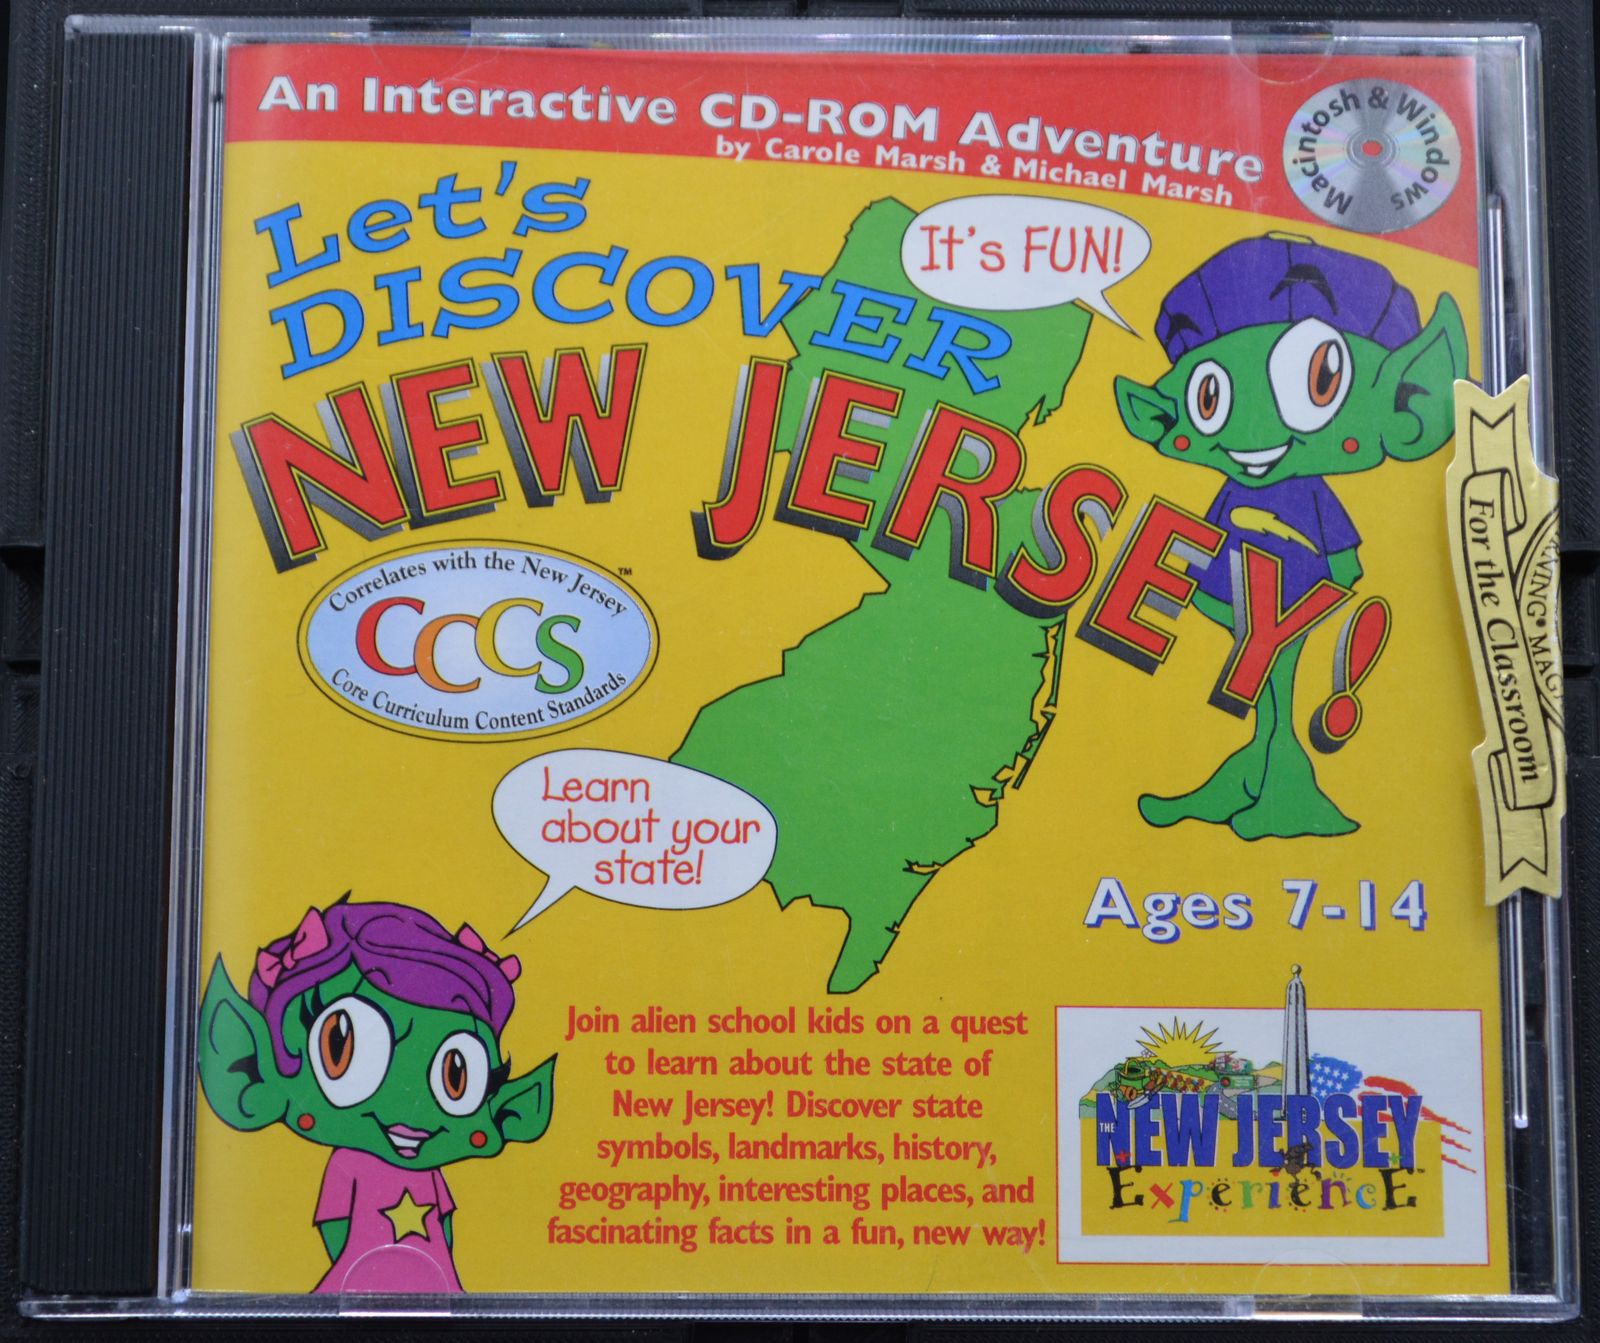 An Interactive CD-ROM Adventure
by Carole Marsh & Michael Marsh
Macintosh & Windows
Let's
DISCOVER
NEW JERSEY!
It's FUN!
Correlates with the New Jersey
CCCS
Core Curriculum Content Standards
™
For the Classroom
Learn
about your
state!
Ages 7-14
Join alien school kids on a quest
to learn about the state of
New Jersey! Discover state
symbols, landmarks, history,
geography, interesting places, and
fascinating facts in a fun, new way!
THE NEW JERSEY
ExperiencE